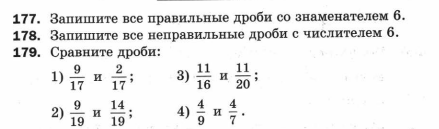 177. Запишите все правильные дроби со знаменателем 6.
178. Запишите все неправильные дроби с числителем 6.
179. Сравните дроби:
1) 9/17 и 2/17; 3) 11/16 и 11/20;
2) 9/19 и 14/19; 4) 4/9 и 4/7.